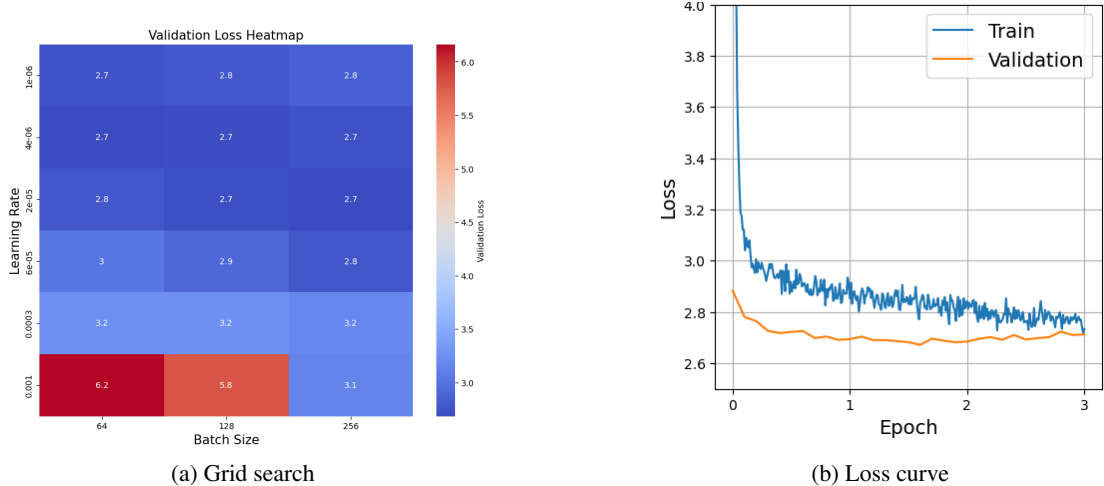 Validation Loss Heatmap
Learning Rate
1e-06
2.7 2.8 2.8
4e-06
2.7 2.7 2.7
2e-05
2.8 2.7 2.7
6e-05
3 2.9 2.8
0.0003
3.2 3.2 3.2
0.001
6.2 5.8 3.1
64 128 256
Batch Size
6.0
5.5
5.0
4.5
4.0
3.5
3.0
Validation Loss
(a) Grid search
Train
Validation
Loss
4.0
3.8
3.6
3.4
3.2
3.0
2.8
2.6
0 1 2 3
Epoch
(b) Loss curve